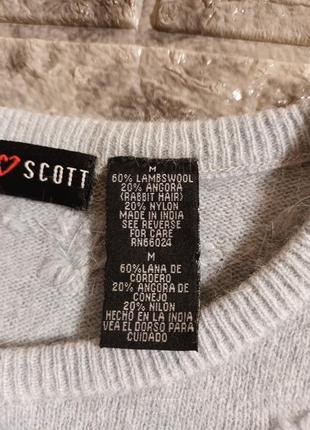 SCOTT
M
60% LAMBSWOOL
20% ANGORA
(RABBIT HAIR)
20% NYLON
MADE IN INDIA
SEE REVERSE
FOR CARE
RN66024
M
60%LANA DE
CORDERO
20% ANGORA DE
CONEJO
20% NILON
HECHO EN LA INDIA
VEA EL DORSO PARA
CUIDADO